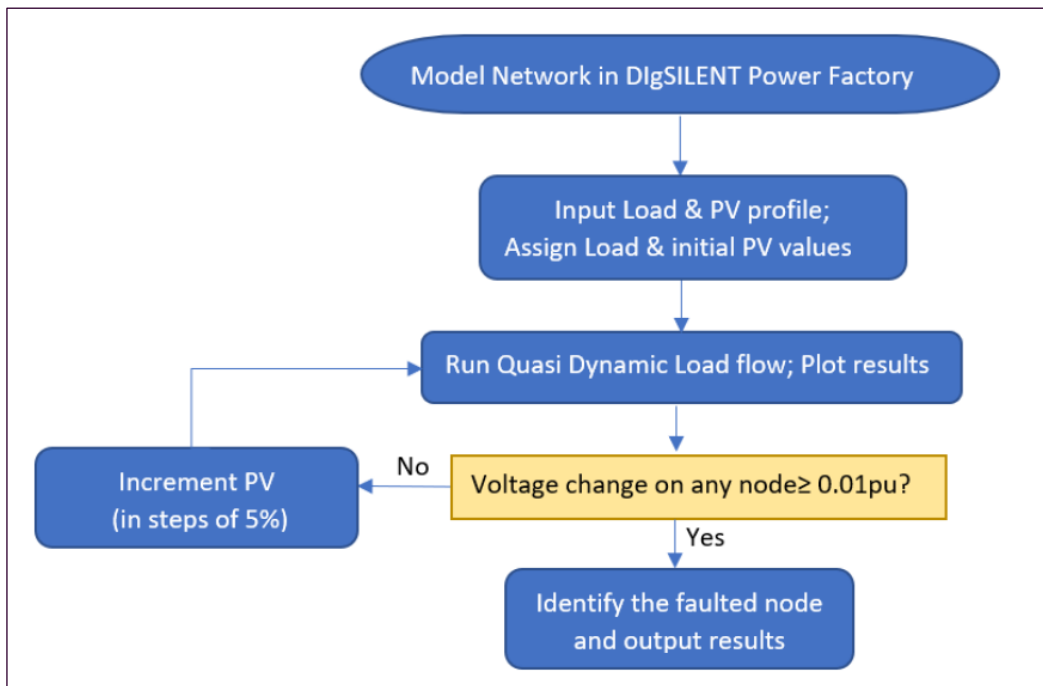 Model Network in DIgSILENT Power Factory
Input Load & PV profile;
Assign Load & initial PV values
Run Quasi Dynamic Load flow; Plot results
No
Increment PV
(in steps of 5%)
Voltage change on any node≥ 0.01pu?
Yes
Identify the faulted node
and output results